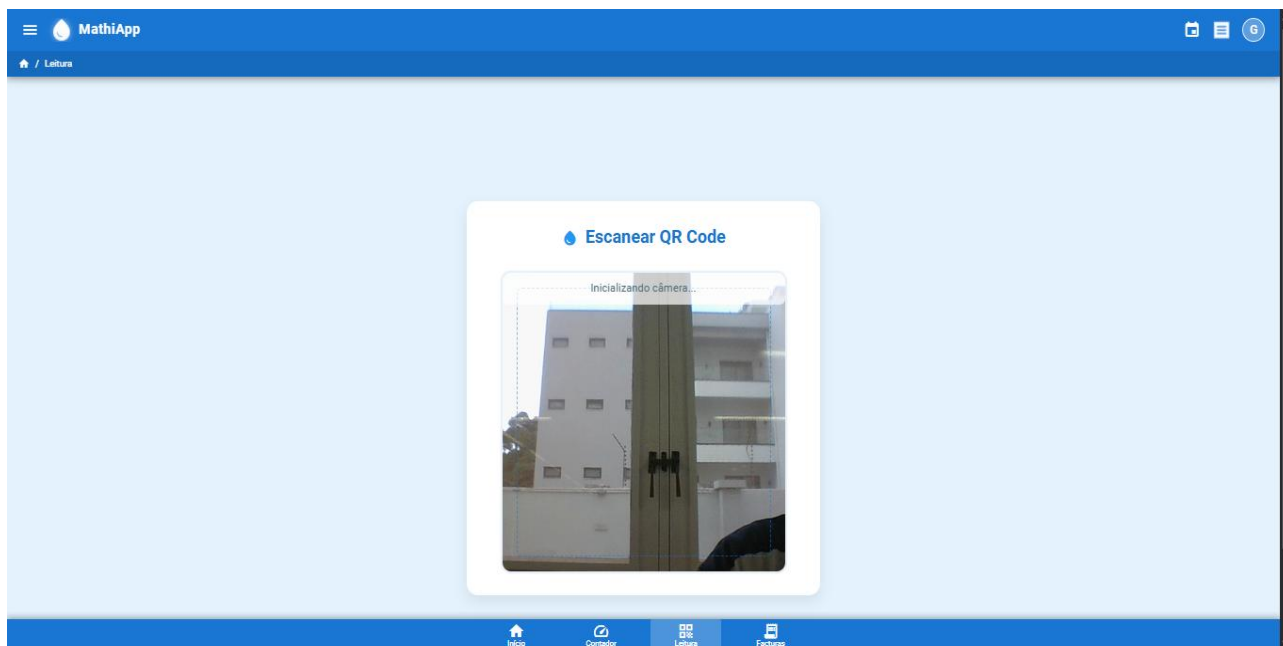 MathiApp
G
/ Leitura
Escanear QR Code
Inicializando câmera...
Início
Contador
Leitura
Facturas